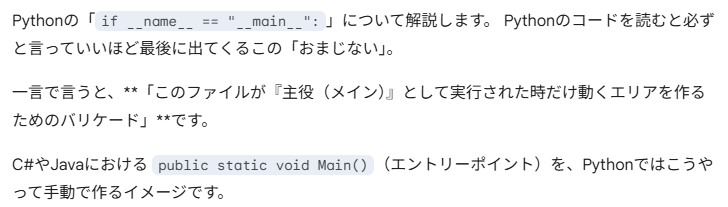 Pythonの「if __name__ == "__main__":」について解説します。 Pythonのコードを読むと必ず
と言っていいほど最後に出てくるこの「おまじない」。
一言で言うと、**「このファイルが『主役（メイン）』として実行された時だけ動くエリアを作る
ためのバリケード」**です。
C#やJavaにおける public static void Main()（エントリーポイント）を、Pythonではこうや
って手動で作るイメージです。